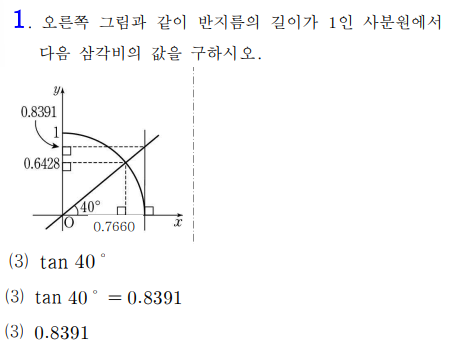 1. 오른쪽 그림과 같이 반지름의 길이가 1인 사분원에서
다음 삼각비의 값을 구하시오.
y
0.8391
1
0.6428
40°
O
0.7660
x
(3) tan 40°
(3) tan 40° = 0.8391
(3) 0.8391